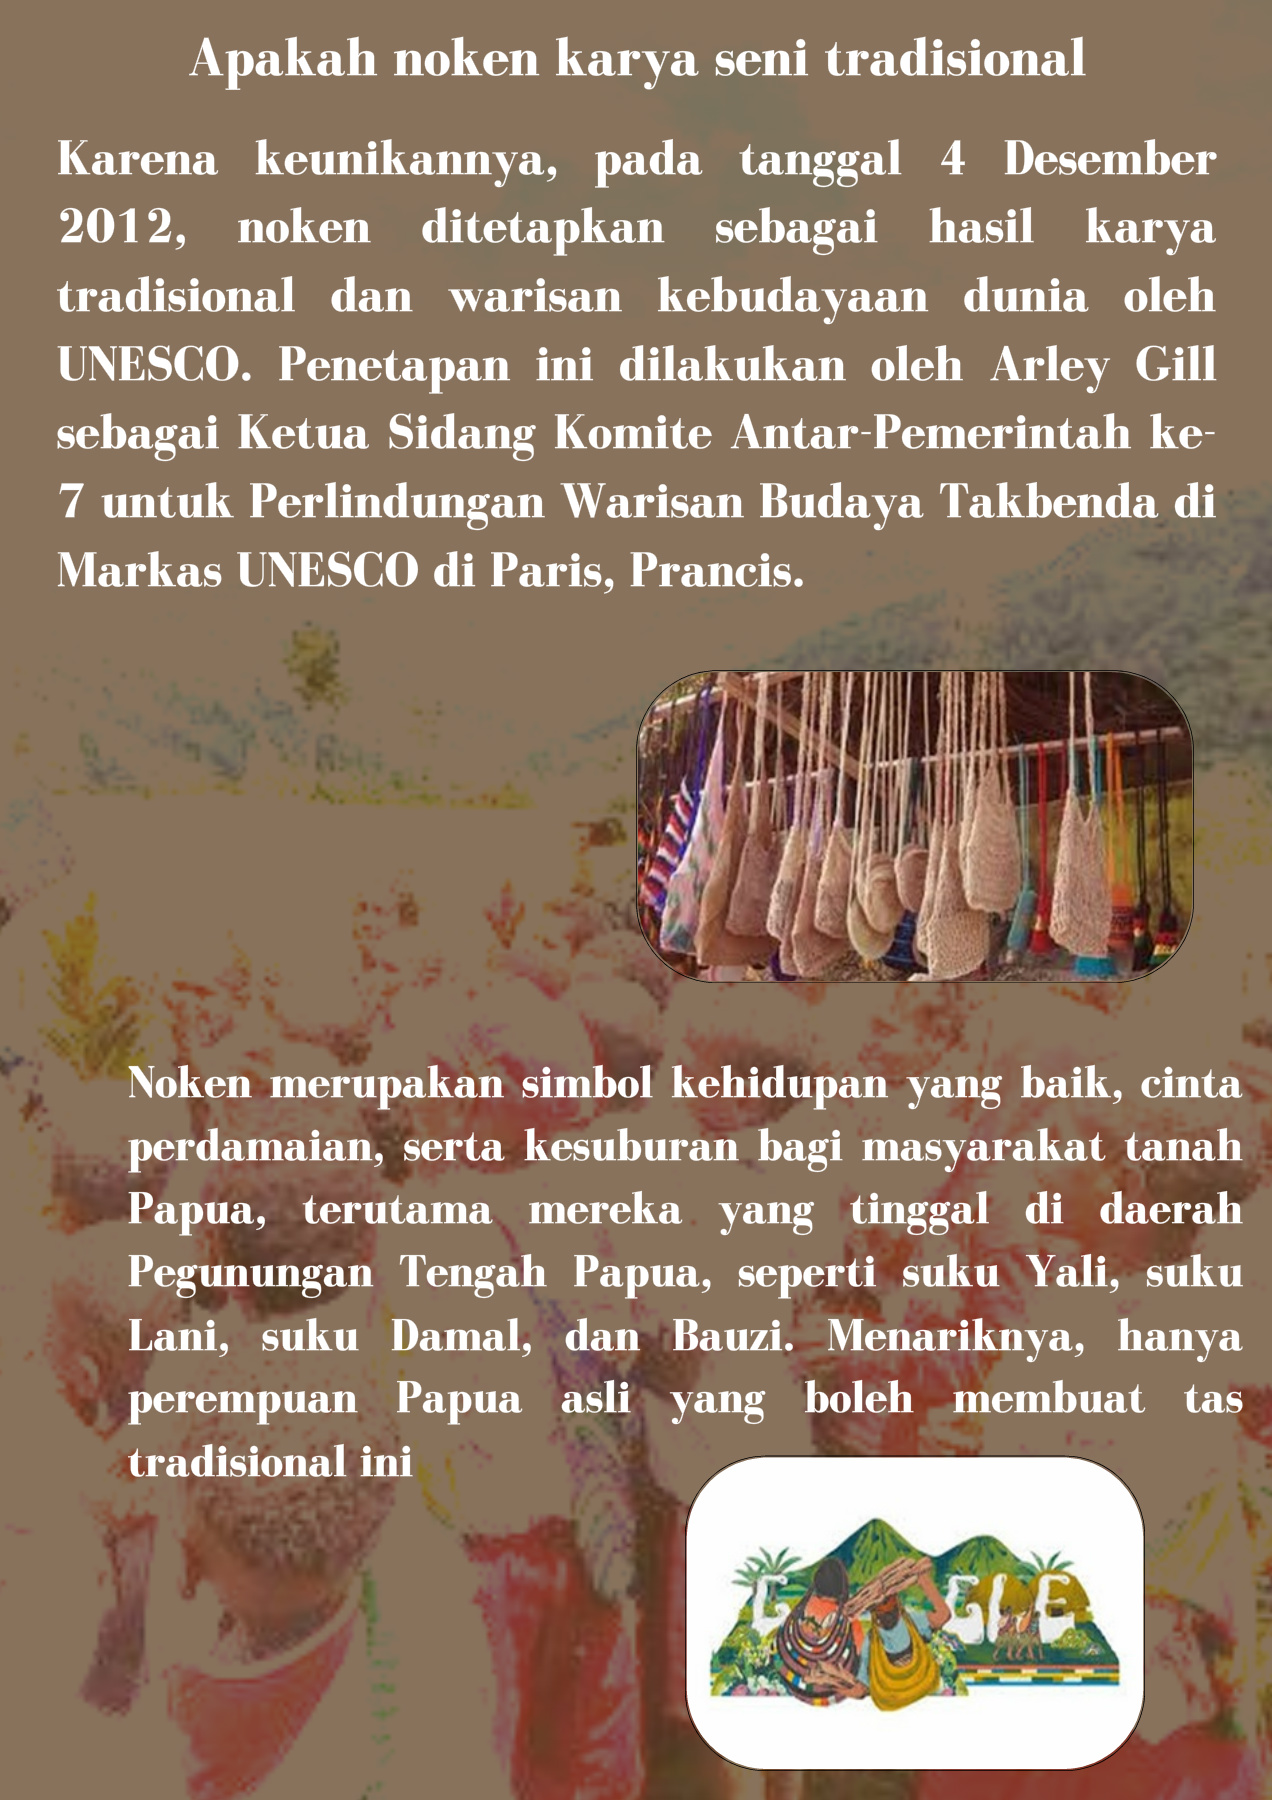 Apakah noken karya seni tradisional
Karena keunikannya, pada tanggal 4 Desember
2012, noken ditetapkan sebagai hasil karya
tradisional dan warisan kebudayaan dunia oleh
UNESCO. Penetapan ini dilakukan oleh Arley Gill
sebagai Ketua Sidang Komite Antar-Pemerintah ke-
7 untuk Perlindungan Warisan Budaya Takbenda di
Markas UNESCO di Paris, Prancis.
Noken merupakan simbol kehidupan yang baik, cinta
perdamaian, serta kesuburan bagi masyarakat tanah
Papua, terutama mereka yang tinggal di daerah
Pegunungan Tengah Papua, seperti suku Yali, suku
Lani, suku Damal, dan Bauzi. Menariknya, hanya
perempuan Papua asli yang boleh membuat tas
tradisional ini
G GLE